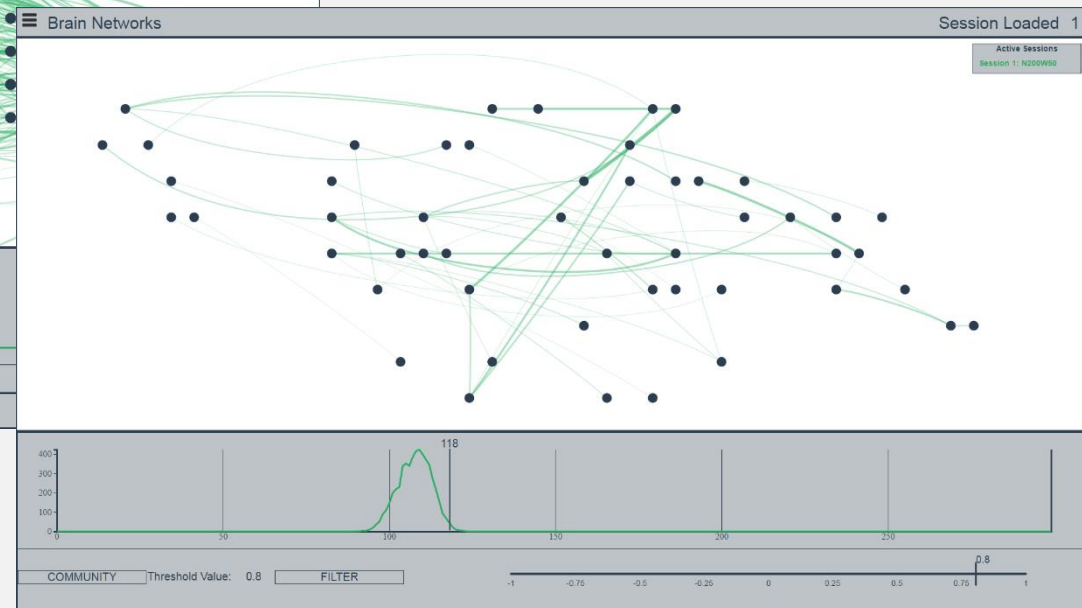 Brain Networks
Session Loaded 1
Active Sessions
Session 1: N200W50
118
400
300
200
100
0
0 50 100 150 200 250
COMMUNITY Threshold Value: 0.8 FILTER
0.8
-1 -0.75 -0.5 -0.25 0 0.25 0.5 0.75 1